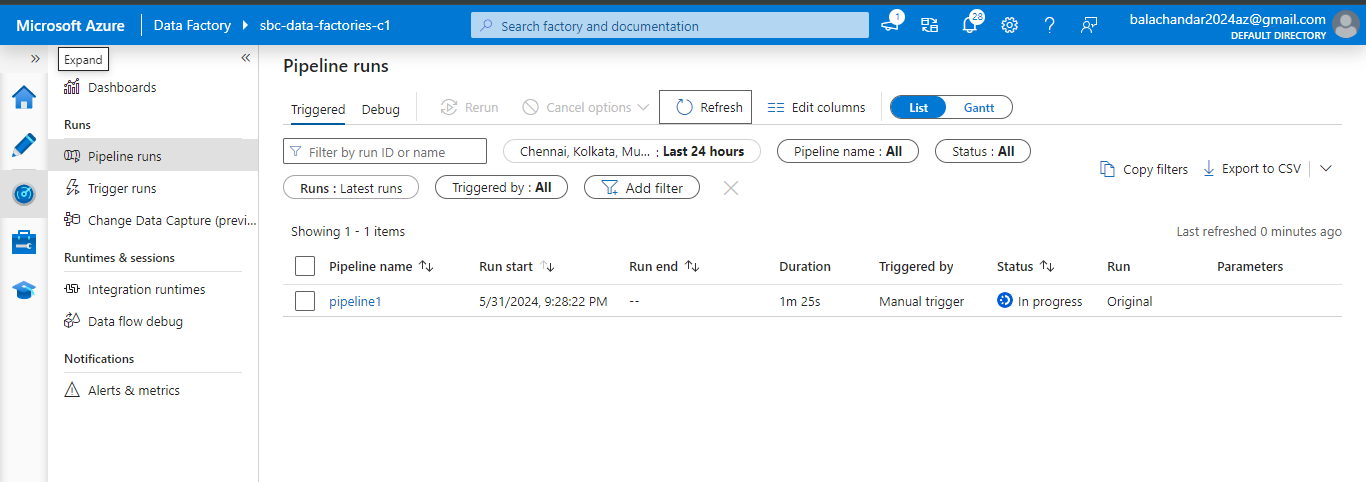 Microsoft Azure Data Factory sbc-data-factories-c1 Search factory and documentation 1 28 balachandar2024az@gmail.com
DEFAULT DIRECTORY
Expand
Dashboards
Runs
Pipeline runs
Trigger runs
Change Data Capture (previ...
Runtimes & sessions
Integration runtimes
Data flow debug
Notifications
Alerts & metrics
Pipeline runs
Triggered Debug Rerun Cancel options Refresh Edit columns List Gantt
Filter by run ID or name Chennai, Kolkata, Mu... : Last 24 hours Pipeline name : All Status : All
Runs : Latest runs Triggered by : All Add filter
Copy filters Export to CSV
Showing 1 - 1 items Last refreshed 0 minutes ago
Pipeline name Run start Run end Duration Triggered by Status Run Parameters
pipeline1 5/31/2024, 9:28:22 PM -- 1m 25s Manual trigger In progress Original